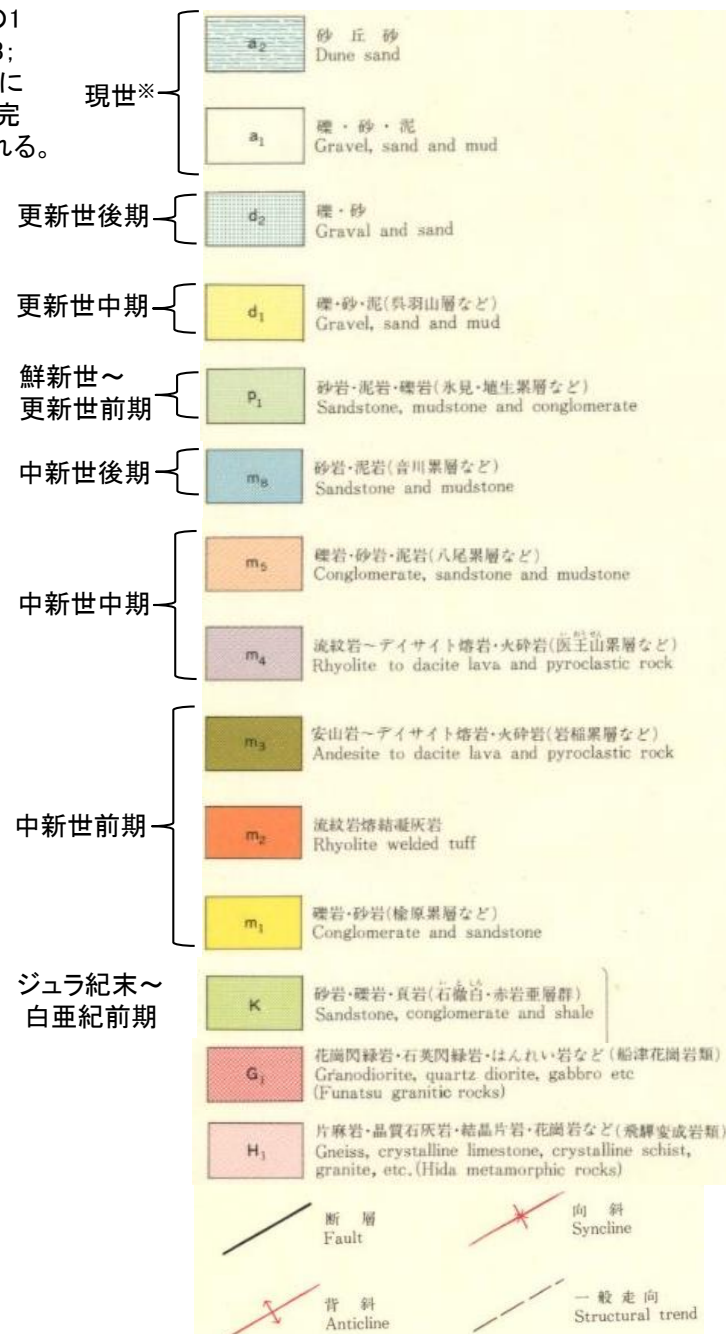 の1
3;
に
完
れる。
現世※
a₂
砂丘砂
Dune sand
a₁
礫・砂・泥
Gravel, sand and mud
更新世後期
d₂
礫・砂
Graval and sand
更新世中期
d₁
礫・砂・泥(呉羽山層など)
Gravel, sand and mud
鮮新世～
更新世前期
p₁
砂岩・泥岩・礫岩(氷見・埴生累層など)
Sandstone, mudstone and conglomerate
中新世後期
m₈
砂岩・泥岩(音川累層など)
Sandstone and mudstone
中新世中期
m₅
礫岩・砂岩・泥岩(八尾累層など)
Conglomerate, sandstone and mudstone
m₄
流紋岩～デイサイト熔岩・火砕岩(医王山累層など)
Rhyolite to dacite lava and pyroclastic rock
中新世前期
m₃
安山岩～デイサイト熔岩・火砕岩(岩稲累層など)
Andesite to dacite lava and pyroclastic rock
m₂
流紋岩熔結凝灰岩
Rhyolite welded tuff
m₁
礫岩・砂岩(楡原累層など)
Conglomerate and sandstone
ジュラ紀末～
白亜紀前期
K
砂岩・礫岩・頁岩(石徹白・赤岩亜層群)
Sandstone, conglomerate and shale
G₁
花崗閃緑岩・石英閃緑岩・はんれい岩など(船津花崗岩類)
Granodiorite, quartz diorite, gabbro etc
(Funatsu granitic rocks)
H₁
片麻岩・晶質石灰岩・結晶片岩・花崗岩など(飛騨変成岩類)
Gneiss, crystalline limestone, crystalline schist,
granite, etc.(Hida metamorphic rocks)
断層
Fault
向斜
Syncline
背斜
Anticline
一般走向
Structural trend